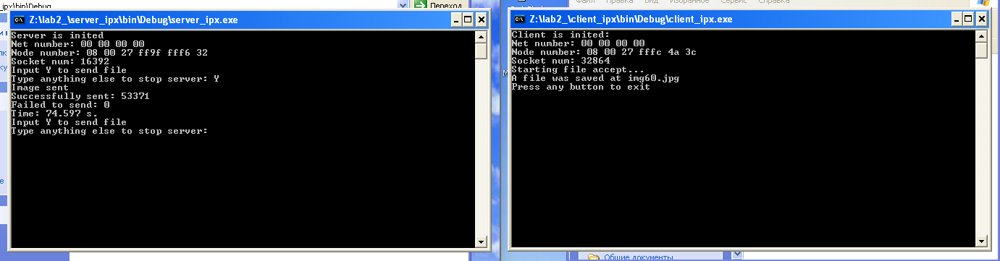 _ipx\bin\Debug
Переход
Z:\lab2_\server_ipx\bin\Debug\server_ipx.exe
Server is inited
Net number: 00 00 00 00
Node number: 08 00 27 ff9f fff6 32
Socket num: 16392
Input Y to send file
Type anything else to stop server: Y
Image sent
Successfully sent: 53371
Failed to send: 0
Time: 74.597 s.
Input Y to send file
Type anything else to stop server:
Файл Правка Вид Избранное Сервис Справка
Z:\lab2_\client_ipx\bin\Debug\client_ipx.exe
Client is inited:
Net number: 00 00 00 00
Node number: 08 00 27 fffc 4a 3c
Socket num: 32864
Starting file accept...
A file was saved at img60.jpg
Press any button to exit
Общие документы